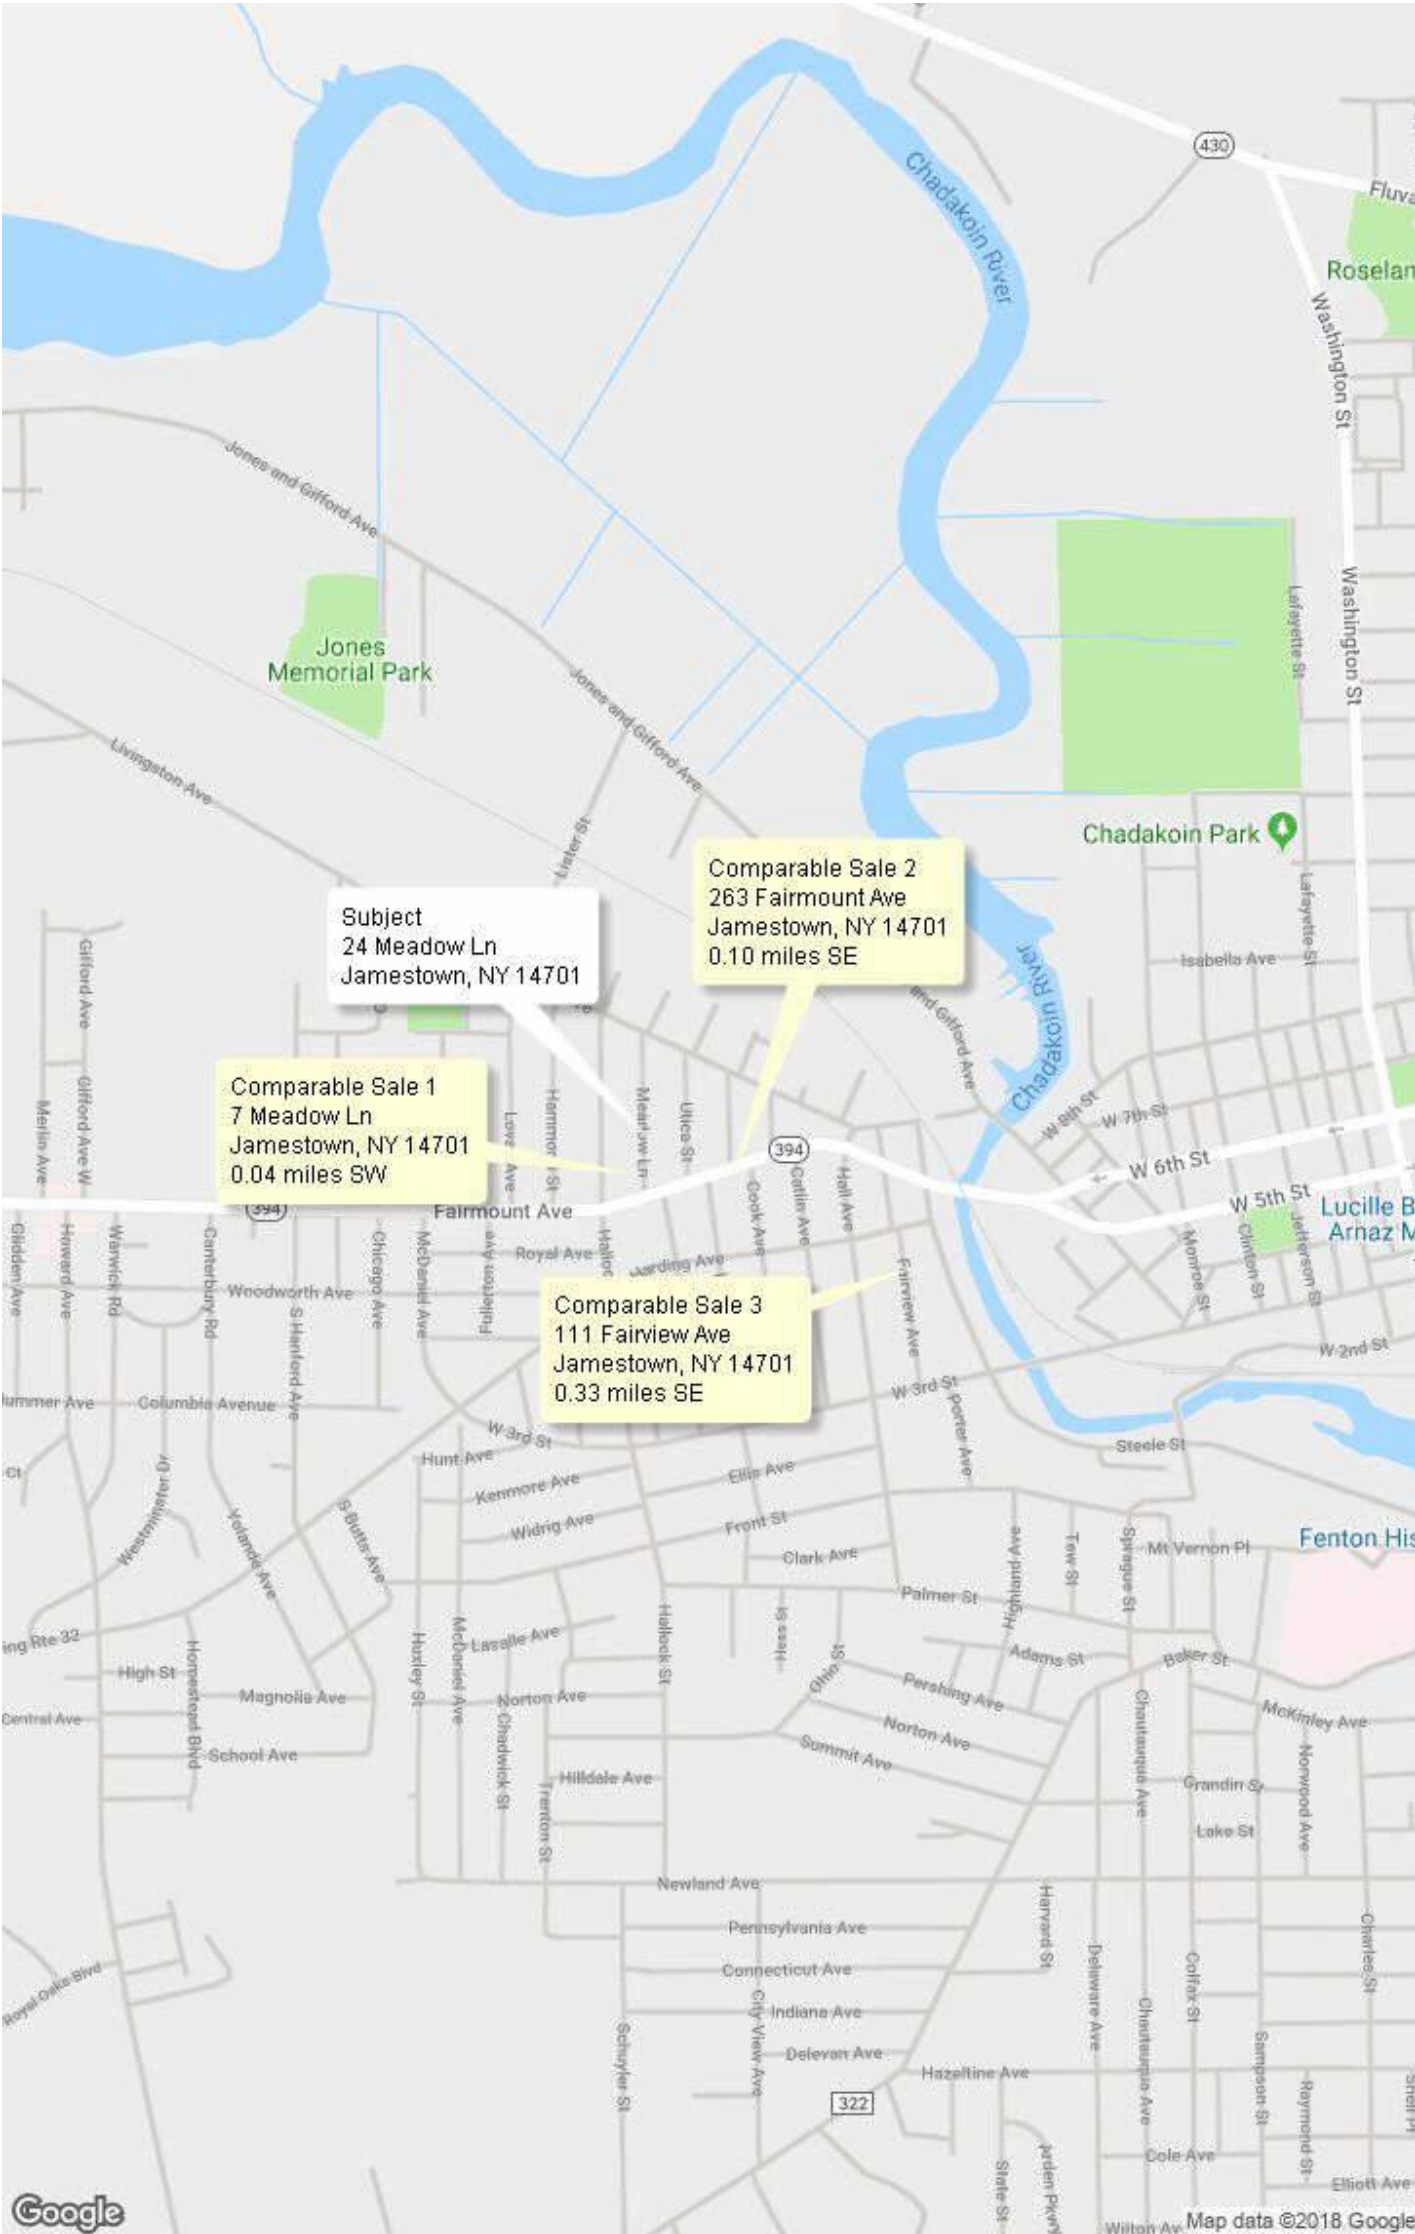 430
Fluva
Chadakoin River
Roselan
Washington St
Jones and Gifford Ave
Washington St
Lafayette St
Jones
Memorial Park
Jones and Gifford Ave
Livingston Ave
Lister St
Chadakoin Park
Comparable Sale 2
263 Fairmount Ave
Jamestown, NY 14701
0.10 miles SE
Subject
24 Meadow Ln
Jamestown, NY 14701
Lafayette St
Isabella Ave
Gifford Ave
Chadakoin River
and Gifford Ave
Chadakoin River
Comparable Sale 1
7 Meadow Ln
Jamestown, NY 14701
0.04 miles SW
Merlin Ave
Gifford Ave W
Meadow Ln
Utica St
W 8th St
W 7th St
W 6th St
W 5th St
394
394
Fairmount Ave
Lucille B
Arnaz M
Glidden Ave
Howard Ave
Warwick Rd
Canterbury Rd
Chicago Ave
McDaniel Ave
Fullerton Ave
Royal Ave
Halloc
Harding Ave
Cook Ave
Catlin Ave
Hall Ave
Fairview Ave
Monroe St
Clinton St
Jefferson St
Woodworth Ave
S Hanford Ave
Comparable Sale 3
111 Fairview Ave
Jamestown, NY 14701
0.33 miles SE
W 2nd St
W 3rd St
Columbia Avenue
Porter Ave
W 3rd St
Steele St
Hunt Ave
Ellis Ave
Kenmore Ave
Ct
Westminster Dr
Yolande Ave
S Butts Ave
Widrig Ave
Front St
Clark Ave
Highland Ave
Tew St
Sprague St
Mt Vernon Pl
Fenton His
Palmer St
ing Rte 32
Huxley St
McDaniel Ave
Lasalle Ave
Hallock St
Hess St
Ohio St
Adams St
Baker St
High St
Homestead Blvd
Magnolia Ave
Norton Ave
Pershing Ave
Central Ave
School Ave
Chadwick St
Norton Ave
Summit Ave
Chautauqua Ave
McKinley Ave
Norwood Ave
Hilldale Ave
Trenton St
Grandin St
Lake St
Newland Ave
Pennsylvania Ave
Harvard St
Charles St
Royal Oaks Blvd
Connecticut Ave
Delaware Ave
Colfax St
City View Ave
Indiana Ave
Chautauqua Ave
Schuyler St
Delevan Ave
Hazeltine Ave
Sampson St
Raymond St
Snell Pl
322
Cole Ave
State St
arden Pkwy
Elliott Ave
Google
Wilton Av
Map data ©2018 Google